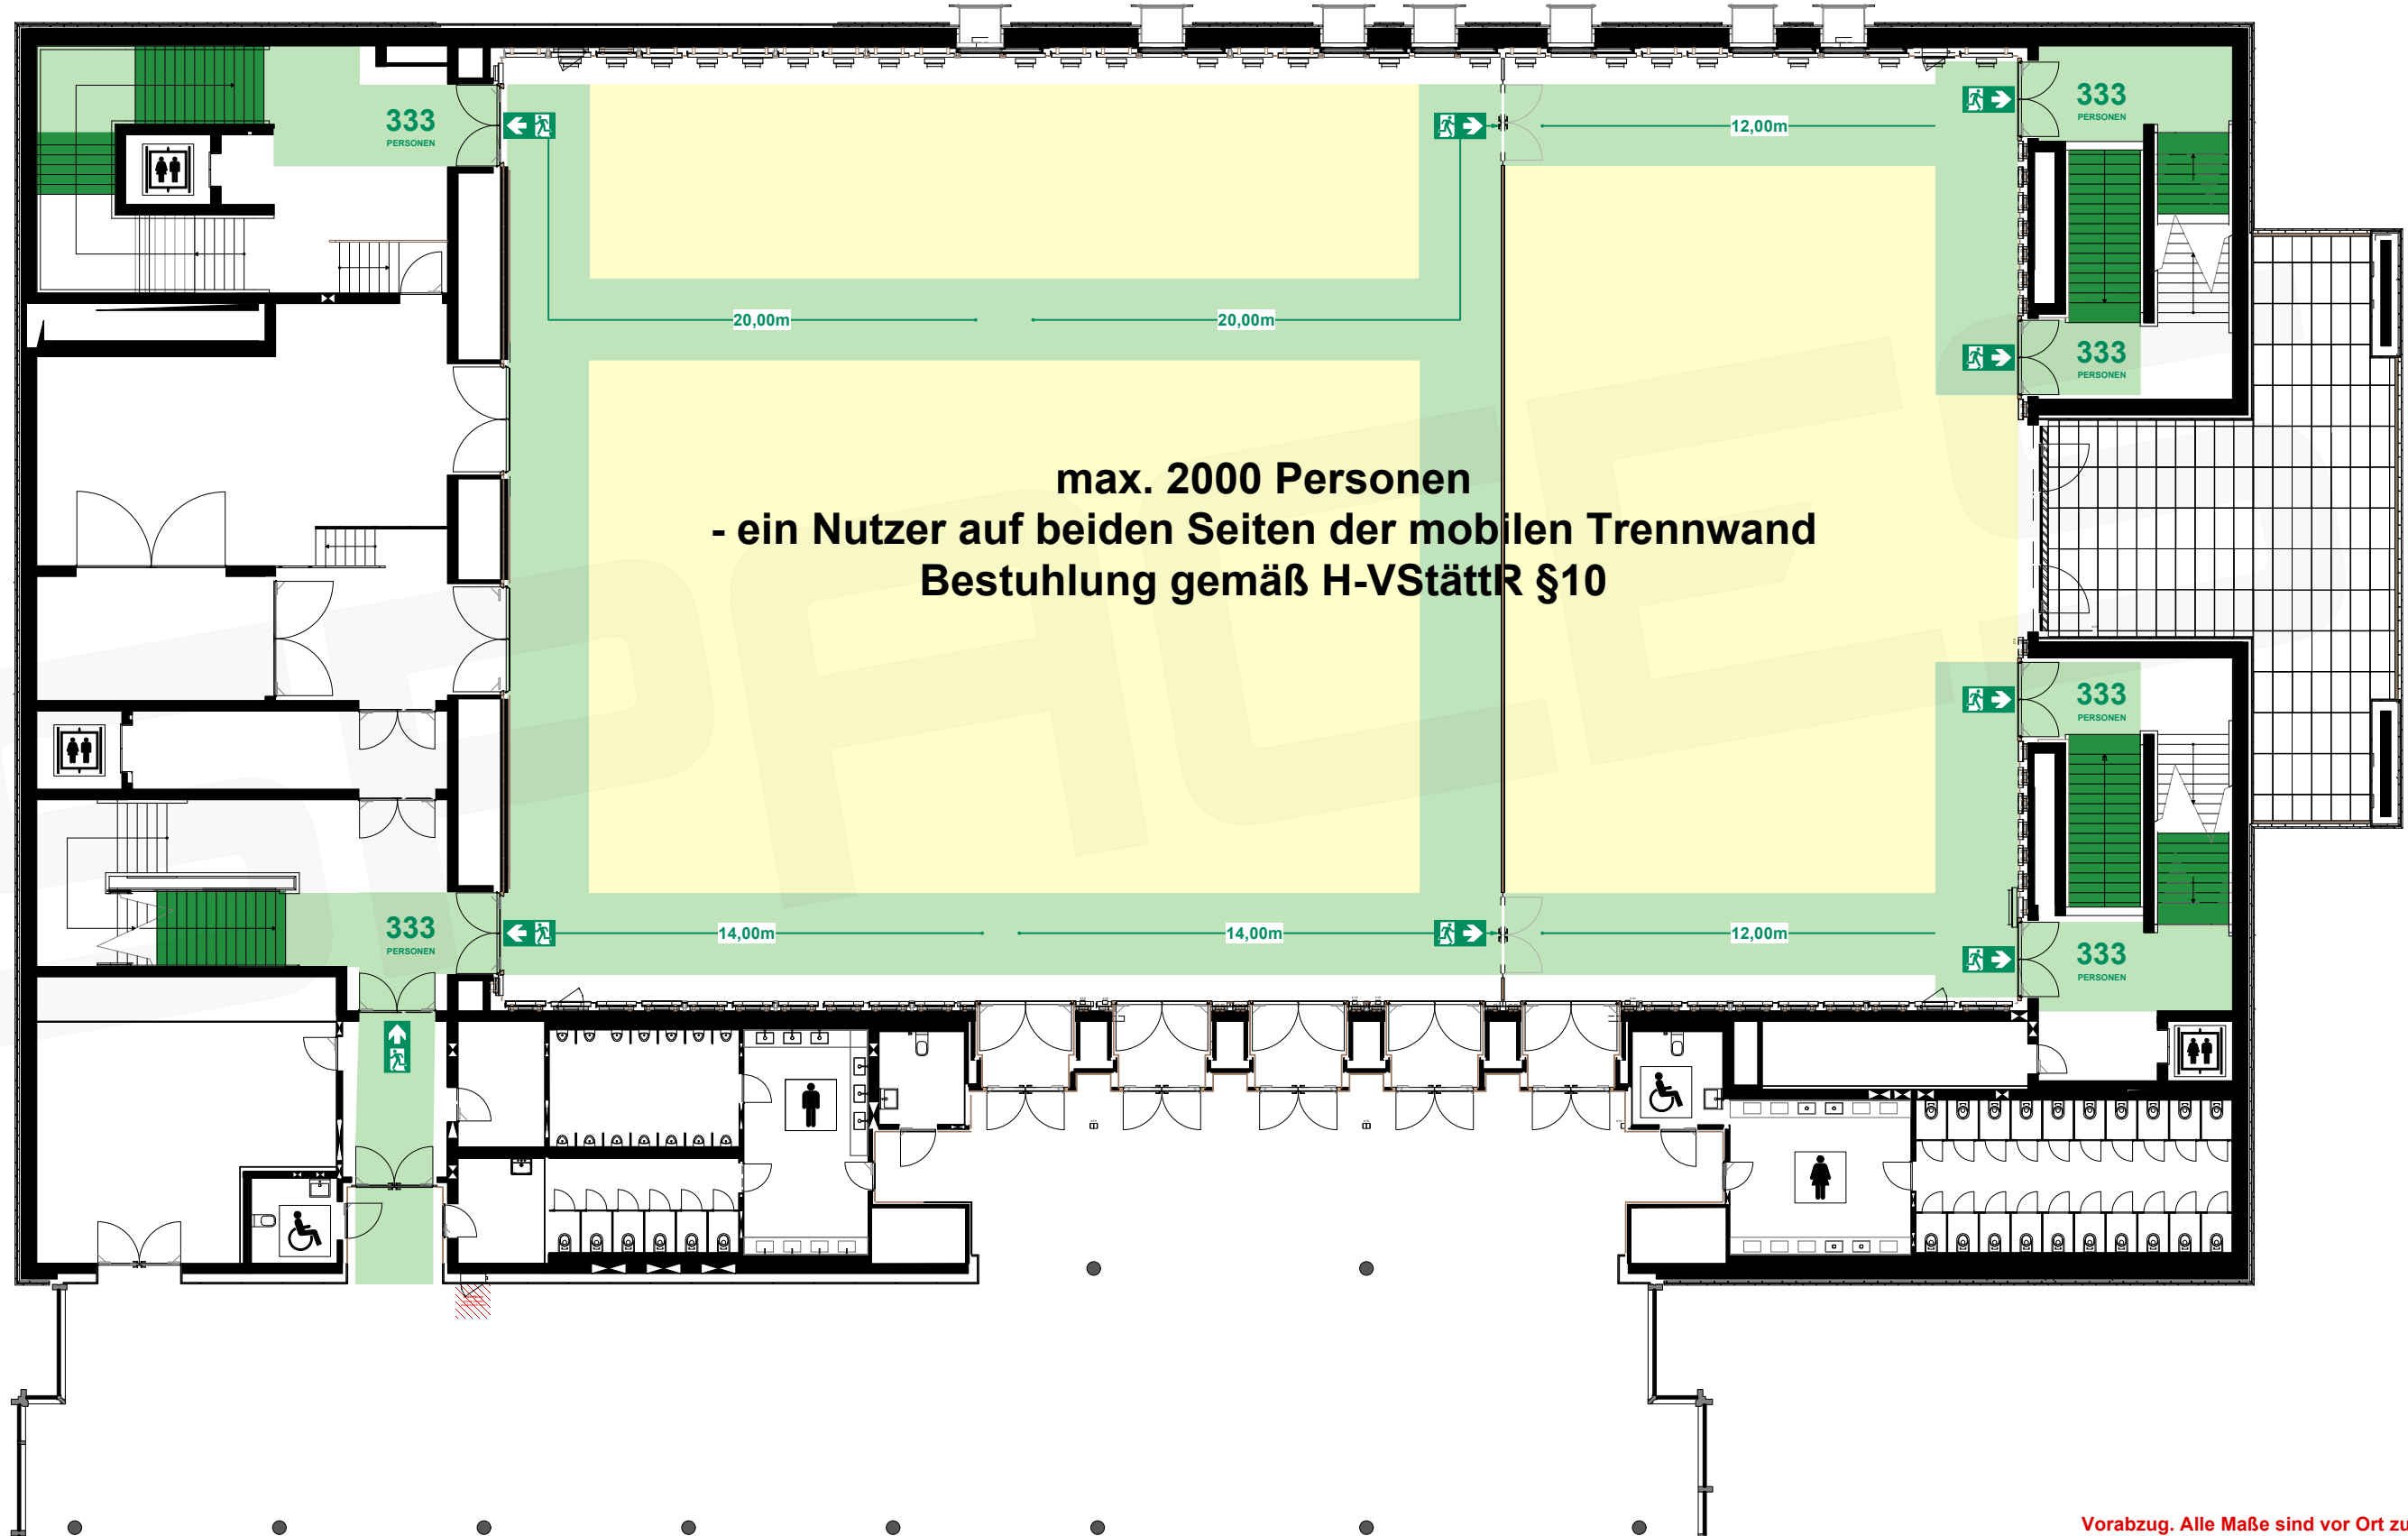 333
PERSONEN
333
PERSONEN
12,00m
333
PERSONEN
20,00m
20,00m
max. 2000 Personen
- ein Nutzer auf beiden Seiten der mobilen Trennwand
Bestuhlung gemäß H-VStättR §10
333
PERSONEN
333
PERSONEN
14,00m
14,00m
12,00m
333
PERSONEN
SPACES
Vorabzug. Alle Maße sind vor Ort zu